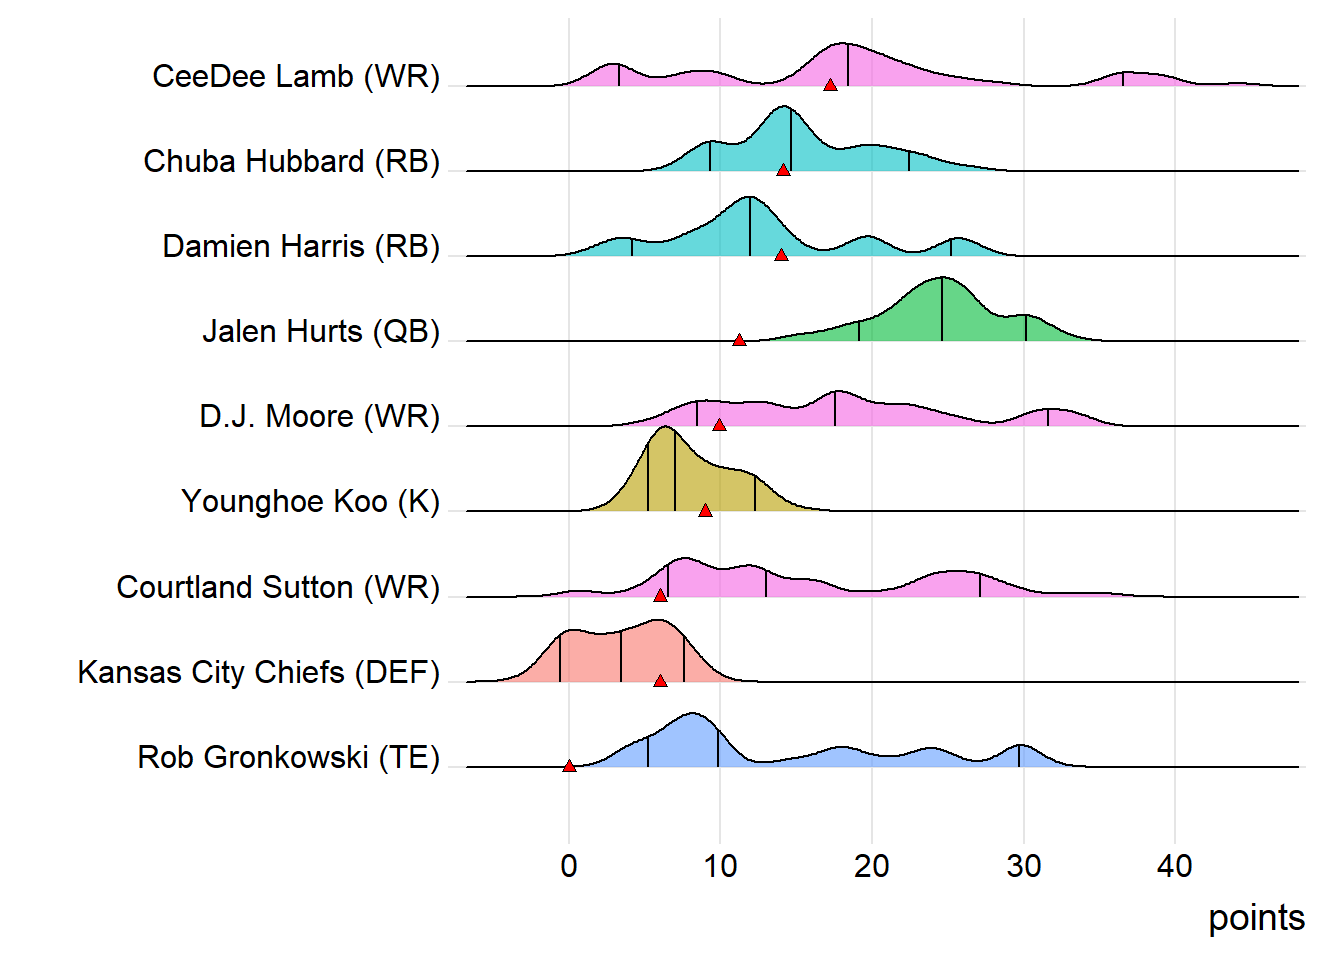 CeeDee Lamb (WR)
Chuba Hubbard (RB)
Damien Harris (RB)
Jalen Hurts (QB)
D.J. Moore (WR)
Younghoe Koo (K)
Courtland Sutton (WR)
Kansas City Chiefs (DEF)
Rob Gronkowski (TE)
0 10 20 30 40
points